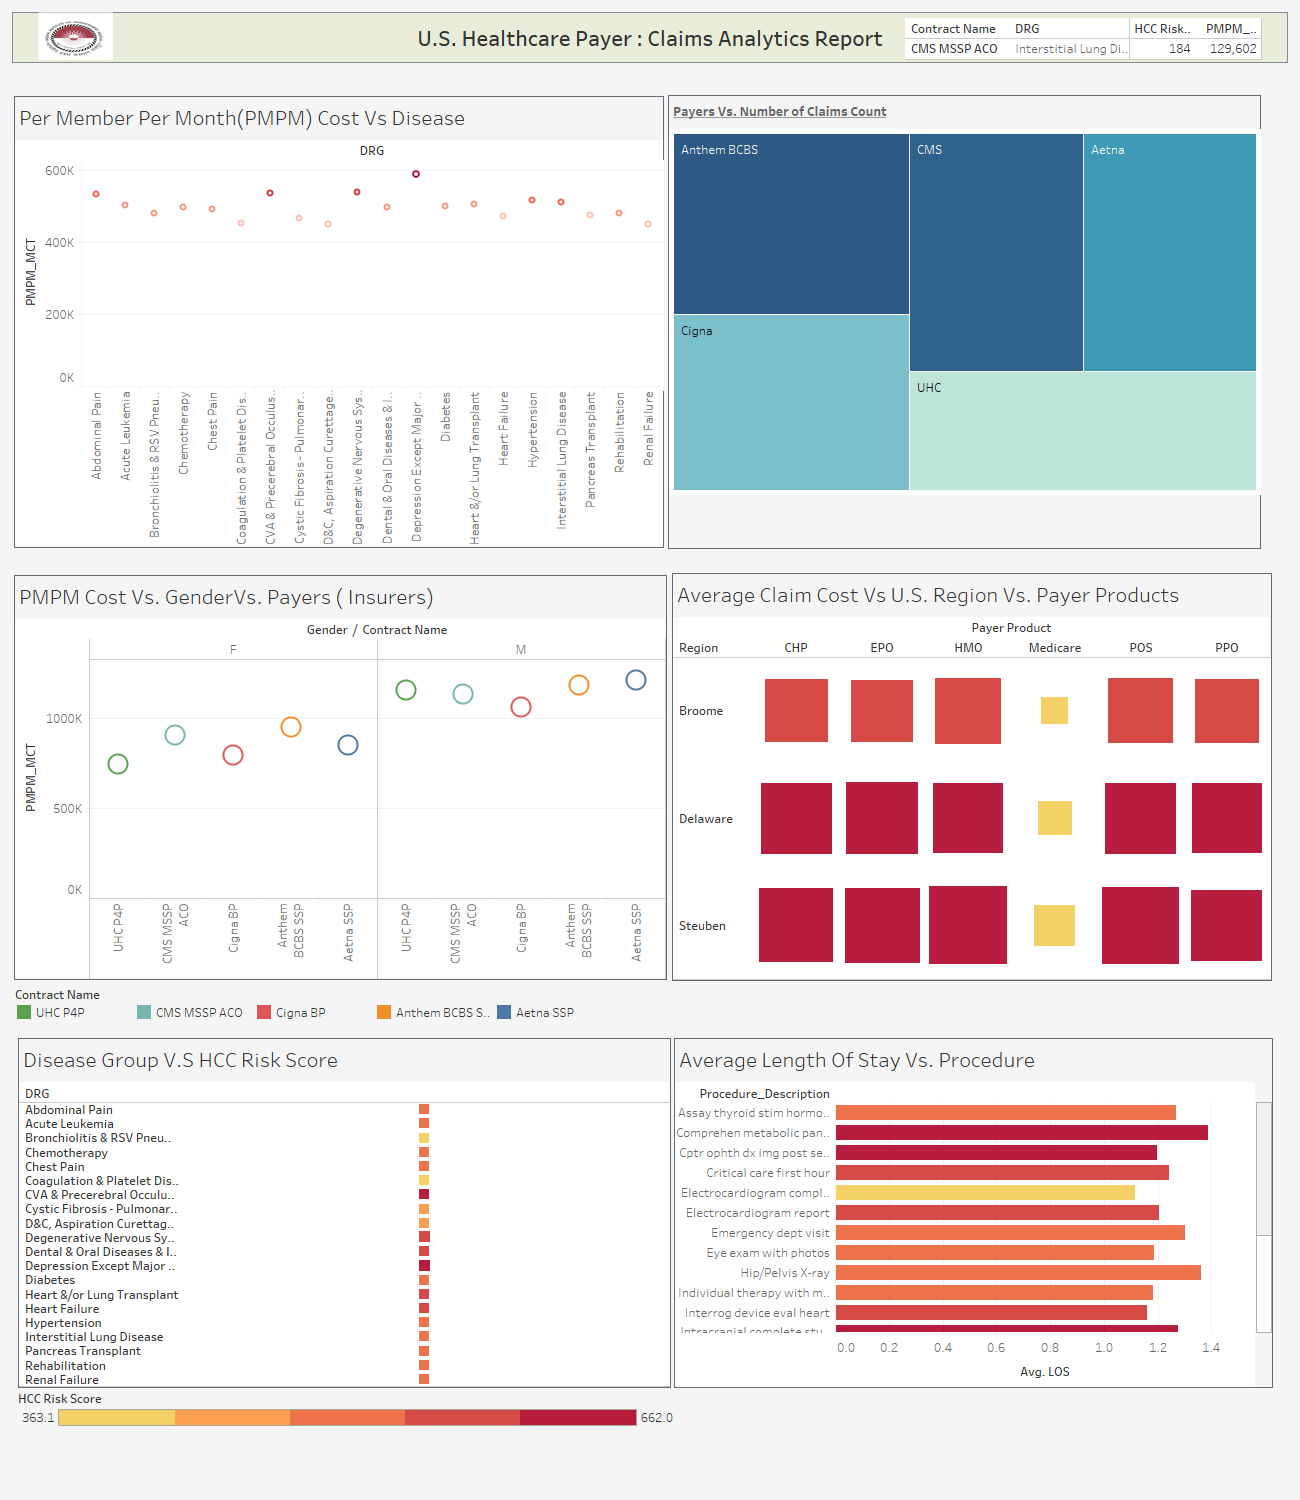 U.S. Healthcare Payer : Claims Analytics Report
Contract Name DRG HCC Risk.. PMPM_..
CMS MSSP ACO Interstitial Lung Di.. 184 129,602
Per Member Per Month(PMPM) Cost Vs Disease
DRG
600K
400K
200K
0K
PMPM_MCT
Abdominal Pain
Acute Leukemia
Bronchiolitis & RSV Pneu..
Chemotherapy
Chest Pain
Coagulation & Platelet Dis..
CVA & Precerebral Occulus..
Cystic Fibrosis - Pulmonar..
D&C, Aspiration Curettage..
Degenerative Nervous Sys..
Dental & Oral Diseases & I..
Depression Except Major ..
Diabetes
Heart &/or Lung Transplant
Heart Failure
Hypertension
Interstitial Lung Disease
Pancreas Transplant
Rehabilitation
Renal Failure
Payers Vs. Number of Claims Count
Anthem BCBS
CMS
Aetna
Cigna
UHC
PMPM Cost Vs. GenderVs. Payers ( Insurers)
Gender / Contract Name
F M
1000K
500K
0K
PMPM_MCT
UHC P4P
CMS MSSP
ACO
Cigna BP
Anthem
BCBS SSP
Aetna SSP
UHC P4P
CMS MSSP
ACO
Cigna BP
Anthem
BCBS SSP
Aetna SSP
Contract Name
UHC P4P CMS MSSP ACO Cigna BP Anthem BCBS S.. Aetna SSP
Average Claim Cost Vs U.S. Region Vs. Payer Products
Payer Product
Region CHP EPO HMO Medicare POS PPO
Broome
Delaware
Steuben
Disease Group V.S HCC Risk Score
DRG
Abdominal Pain
Acute Leukemia
Bronchiolitis & RSV Pneu..
Chemotherapy
Chest Pain
Coagulation & Platelet Dis..
CVA & Precerebral Occulu..
Cystic Fibrosis - Pulmonar..
D&C, Aspiration Curettag..
Degenerative Nervous Sy..
Dental & Oral Diseases & I..
Depression Except Major ..
Diabetes
Heart &/or Lung Transplant
Heart Failure
Hypertension
Interstitial Lung Disease
Pancreas Transplant
Rehabilitation
Renal Failure
HCC Risk Score
363.1 662.0
Average Length Of Stay Vs. Procedure
Procedure_Description
Assay thyroid stim hormo..
Comprehen metabolic pan..
Cptr ophth dx img post se..
Critical care first hour
Electrocardiogram compl..
Electrocardiogram report
Emergency dept visit
Eye exam with photos
Hip/Pelvis X-ray
Individual therapy with m..
Interrog device eval heart
Intracranial complete stu..
0.0 0.2 0.4 0.6 0.8 1.0 1.2 1.4
Avg. LOS